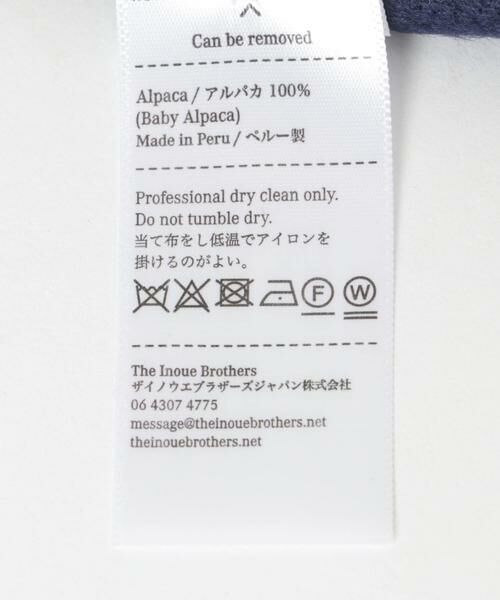 Can be removed
Alpaca / アルパカ 100%
(Baby Alpaca)
Made in Peru / ペルー製
Professional dry clean only.
Do not tumble dry.
当て布をし低温でアイロンを
掛けるのがよい。
F W
The Inoue Brothers
ザイノウエブラザーズジャパン株式会社
06 4307 4775
message@theinouebrothers.net
theinouebrothers.net